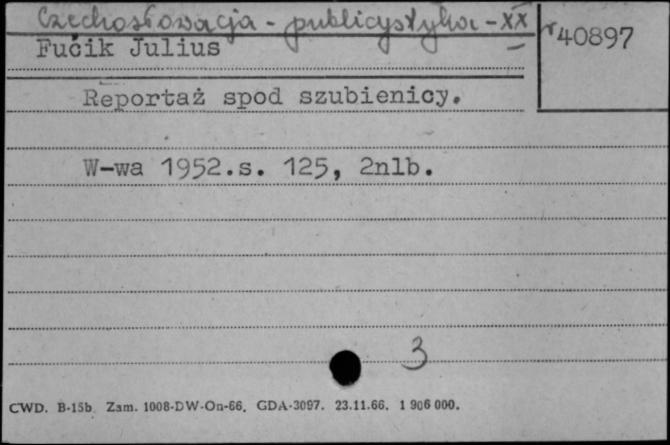 Czechosłowacja - publicystyka - XX
r40897
Fučik Julius
Reportaż spod szubienicy.
W-wa 1952.s. 125, 2nlb.
3
CWD. B-15b. Zam. 1008-DW-On-66. GDA-3097. 23.11.66. 1 906 000.